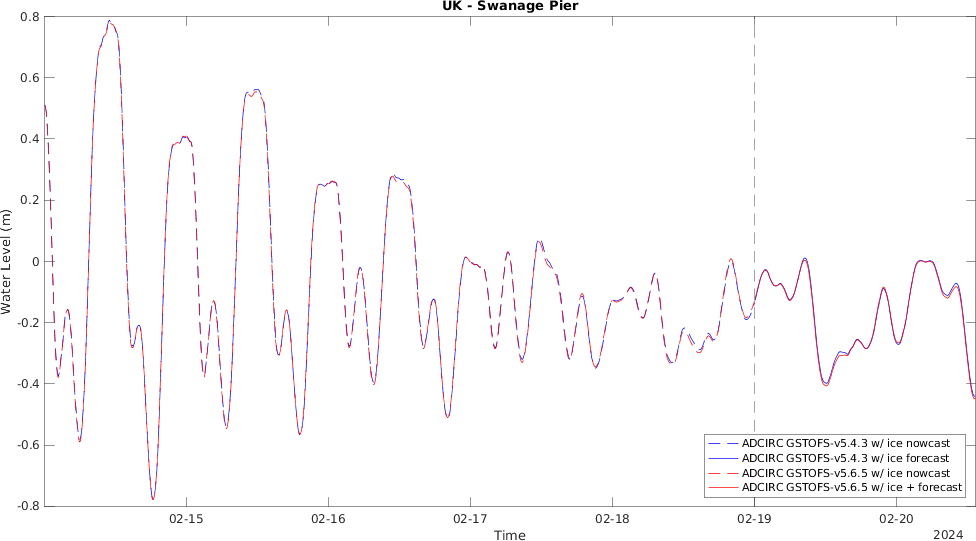 UK - Swanage Pier
Water Level (m)
0.8
0.6
0.4
0.2
0
-0.2
-0.4
-0.6
-0.8
ADCIRC GSTOFS-v5.4.3 w/ ice nowcast
ADCIRC GSTOFS-v5.4.3 w/ ice forecast
ADCIRC GSTOFS-v5.6.5 w/ ice nowcast
ADCIRC GSTOFS-v5.6.5 w/ ice + forecast
02-15 02-16 02-17 02-18 02-19 02-20
Time
2024